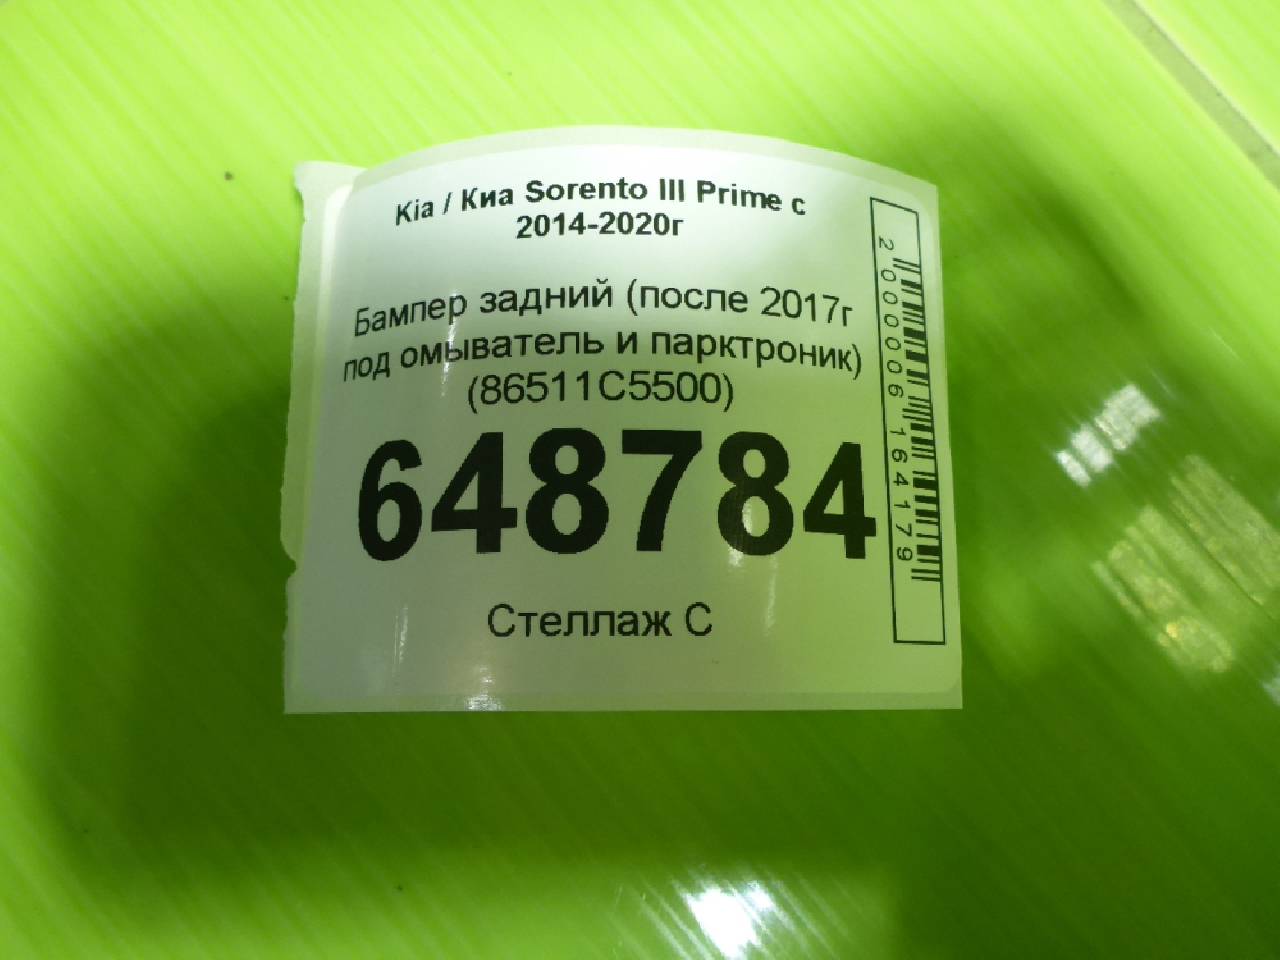 Kia / Киа Sorento III Prime с
2014-2020г
Бампер задний (после 2017г
под омыватель и парктроник)
(86511C5500)
648784
Стеллаж С
2000006164179